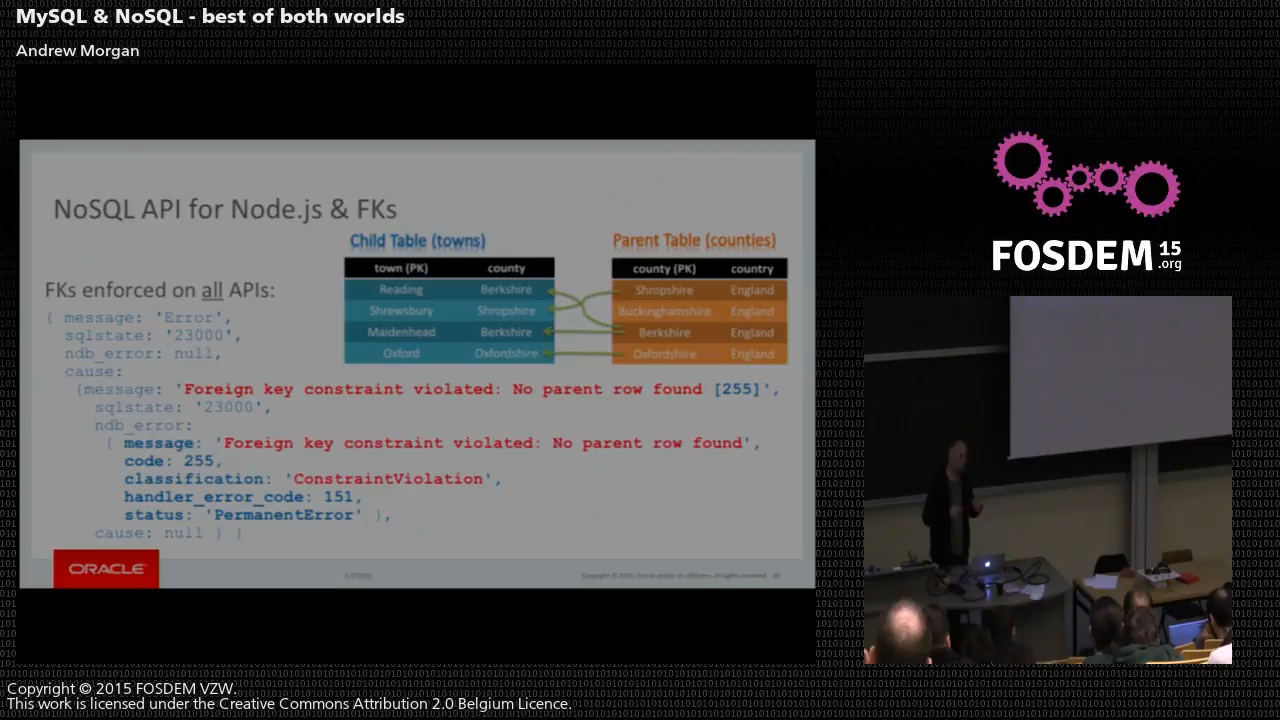 MySQL & NoSQL - best of both worlds
Andrew Morgan
NoSQL API for Node.js & FKs
Child Table (towns)
Parent Table (counties)
town (PK) county
county (PK) country
Reading Berkshire
Shropshire England
Shrewsbury Shropshire
Buckinghamshire England
Maidenhead Berkshire
Berkshire England
Oxford Oxfordshire
Oxfordshire England
FKs enforced on all APIs:
{ message: 'Error',
sqlstate: '23000',
ndb_error: null,
cause:
{message: 'Foreign key constraint violated: No parent row found [255]',
sqlstate: '23000',
ndb_error:
{ message: 'Foreign key constraint violated: No parent row found',
code: 255,
classification: 'ConstraintViolation',
handler_error_code: 151,
status: 'PermanentError' },
cause: null } }
ORACLE
FOSDEM 15
.org
Copyright © 2015 FOSDEM VZW.
This work is licensed under the Creative Commons Attribution 2.0 Belgium Licence.